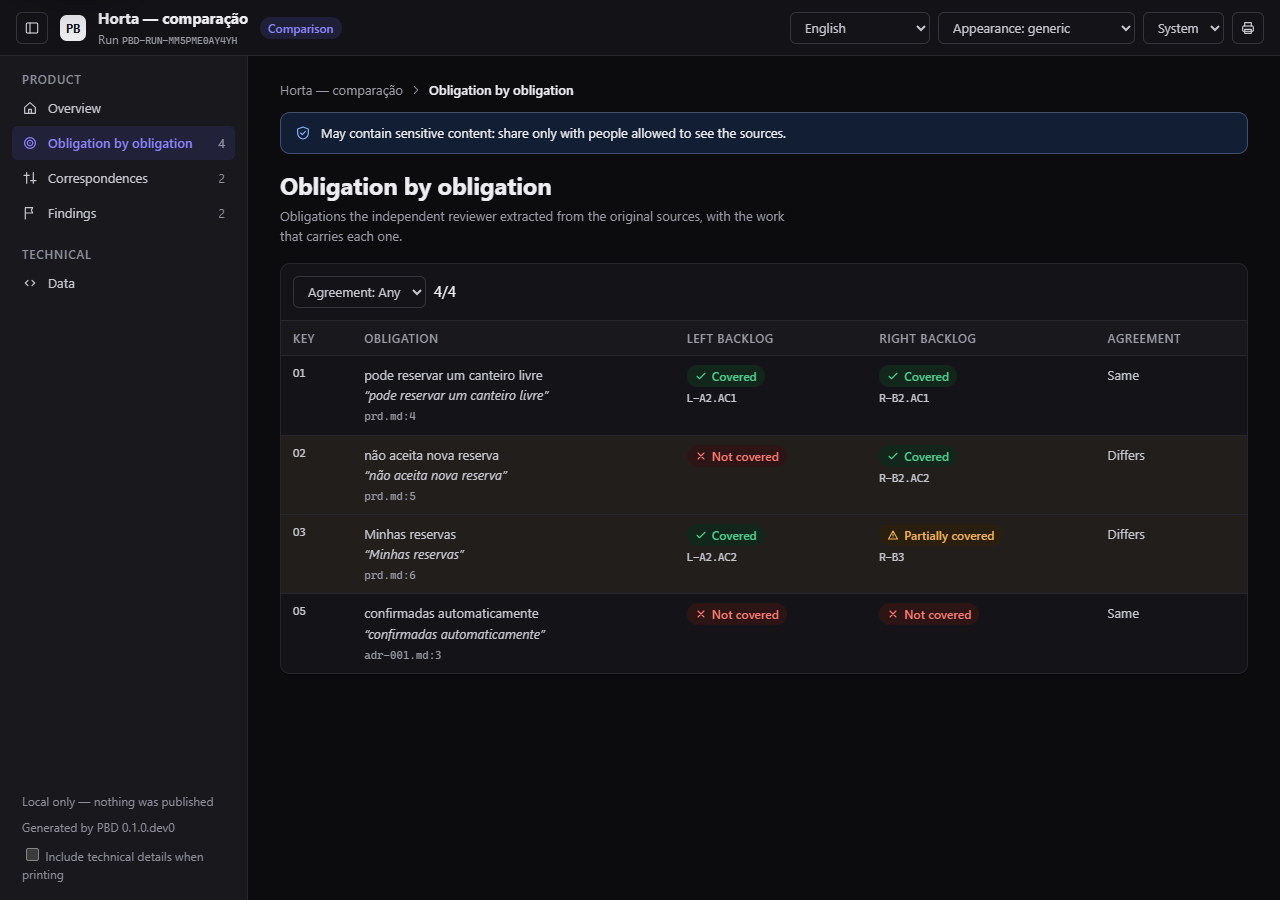 PB
Horta — comparação
Run PBD-RUN-MM5PME0AY4YH
Comparison
English
Appearance: generic
System
PRODUCT
Overview
Obligation by obligation 4
Correspondences 2
Findings 2
TECHNICAL
Data
Local only — nothing was published
Generated by PBD 0.1.0.dev0
Include technical details when
printing
Horta — comparação > Obligation by obligation
May contain sensitive content: share only with people allowed to see the sources.
Obligation by obligation
Obligations the independent reviewer extracted from the original sources, with the work
that carries each one.
Agreement: Any 4/4
KEY OBLIGATION LEFT BACKLOG RIGHT BACKLOG AGREEMENT
01 pode reservar um canteiro livre Covered Covered Same
“pode reservar um canteiro livre” L-A2.AC1 R-B2.AC1
prd.md:4
02 não aceita nova reserva Not covered Covered Differs
“não aceita nova reserva” R-B2.AC2
prd.md:5
03 Minhas reservas Covered Partially covered Differs
“Minhas reservas” L-A2.AC2 R-B3
prd.md:6
05 confirmadas automaticamente Not covered Not covered Same
“confirmadas automaticamente”
adr-001.md:3